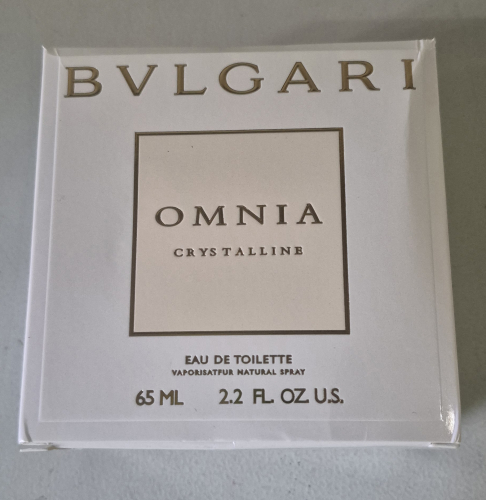 BVLGARI
OMNIA
CRYSTALLINE
EAU DE TOILETTE
VAPORISATFUR NATURAL SPRAY
65 ML 2.2 FL. OZ. U.S.